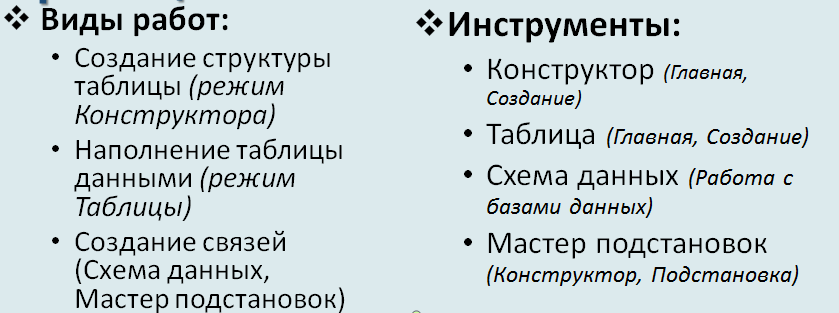 ❖ Виды работ:
• Создание структуры
таблицы (режим
Конструктора)
• Наполнение таблицы
данными (режим
Таблицы)
• Создание связей
(Схема данных,
Мастер подстановок)
❖Инструменты:
• Конструктор (Главная,
Создание)
• Таблица (Главная, Создание)
• Схема данных (Работа с
базами данных)
• Мастер подстановок
(Конструктор, Подстановка)